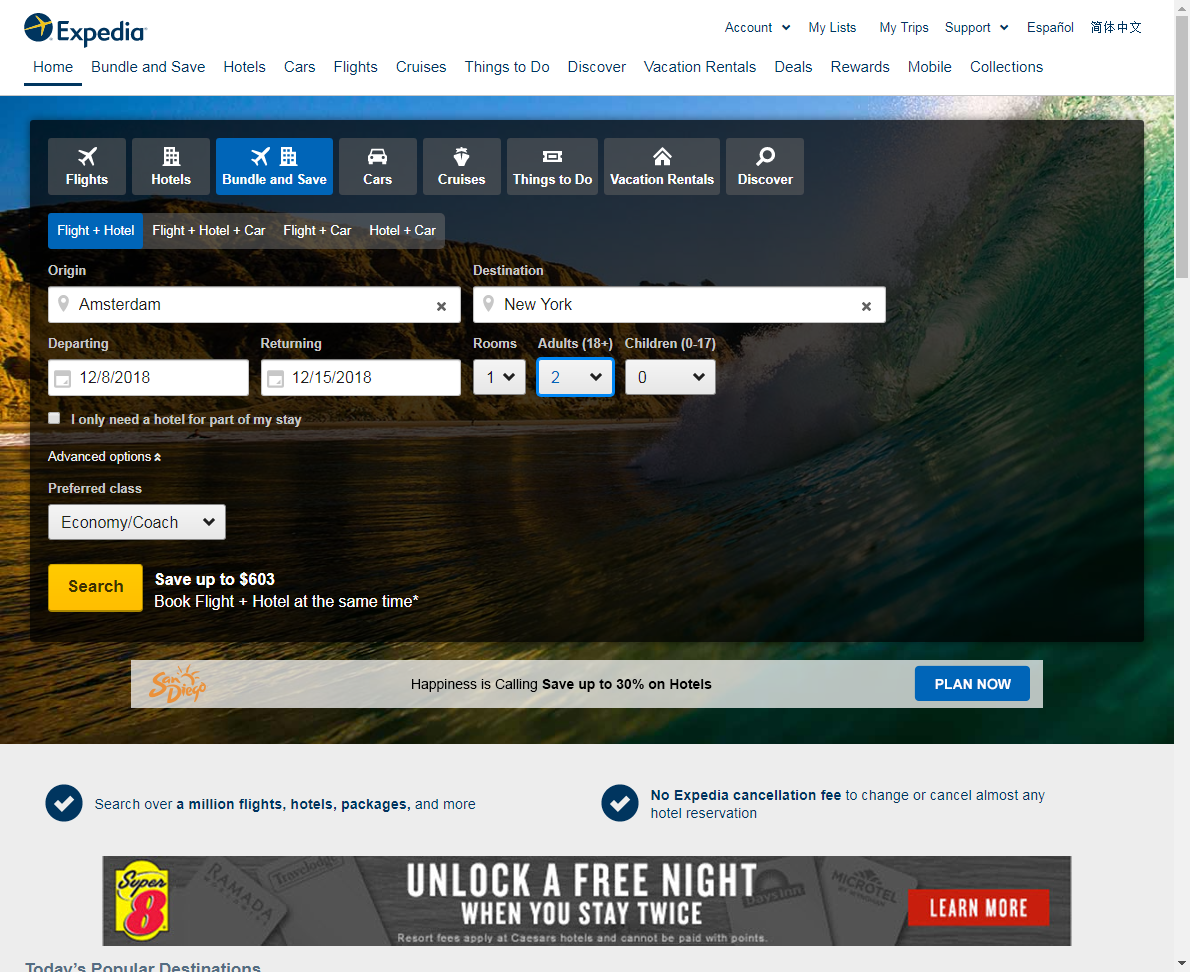 Expedia
Account My Lists My Trips Support Español 简体中文
Home Bundle and Save Hotels Cars Flights Cruises Things to Do Discover Vacation Rentals Deals Rewards Mobile Collections
Flights Hotels Bundle and Save Cars Cruises Things to Do Vacation Rentals Discover
Flight + Hotel Flight + Hotel + Car Flight + Car Hotel + Car
Origin Destination
Amsterdam New York
Departing Returning Rooms Adults (18+) Children (0-17)
12/8/2018 12/15/2018 1 2 0
I only need a hotel for part of my stay
Advanced options
Preferred class
Economy/Coach
Search
Save up to $603
Book Flight + Hotel at the same time*
San Diego
Happiness is Calling Save up to 30% on Hotels
PLAN NOW
Search over a million flights, hotels, packages, and more
No Expedia cancellation fee to change or cancel almost any
hotel reservation
Super 8
RAMADA
Travelodge
UNLOCK A FREE NIGHT
WHEN YOU STAY TWICE
Resort fees apply at Caesars hotels and cannot be paid with points.
Days Inn
MICROTEL
BY WYNDHAM
LEARN MORE
Today's Popular Destinations